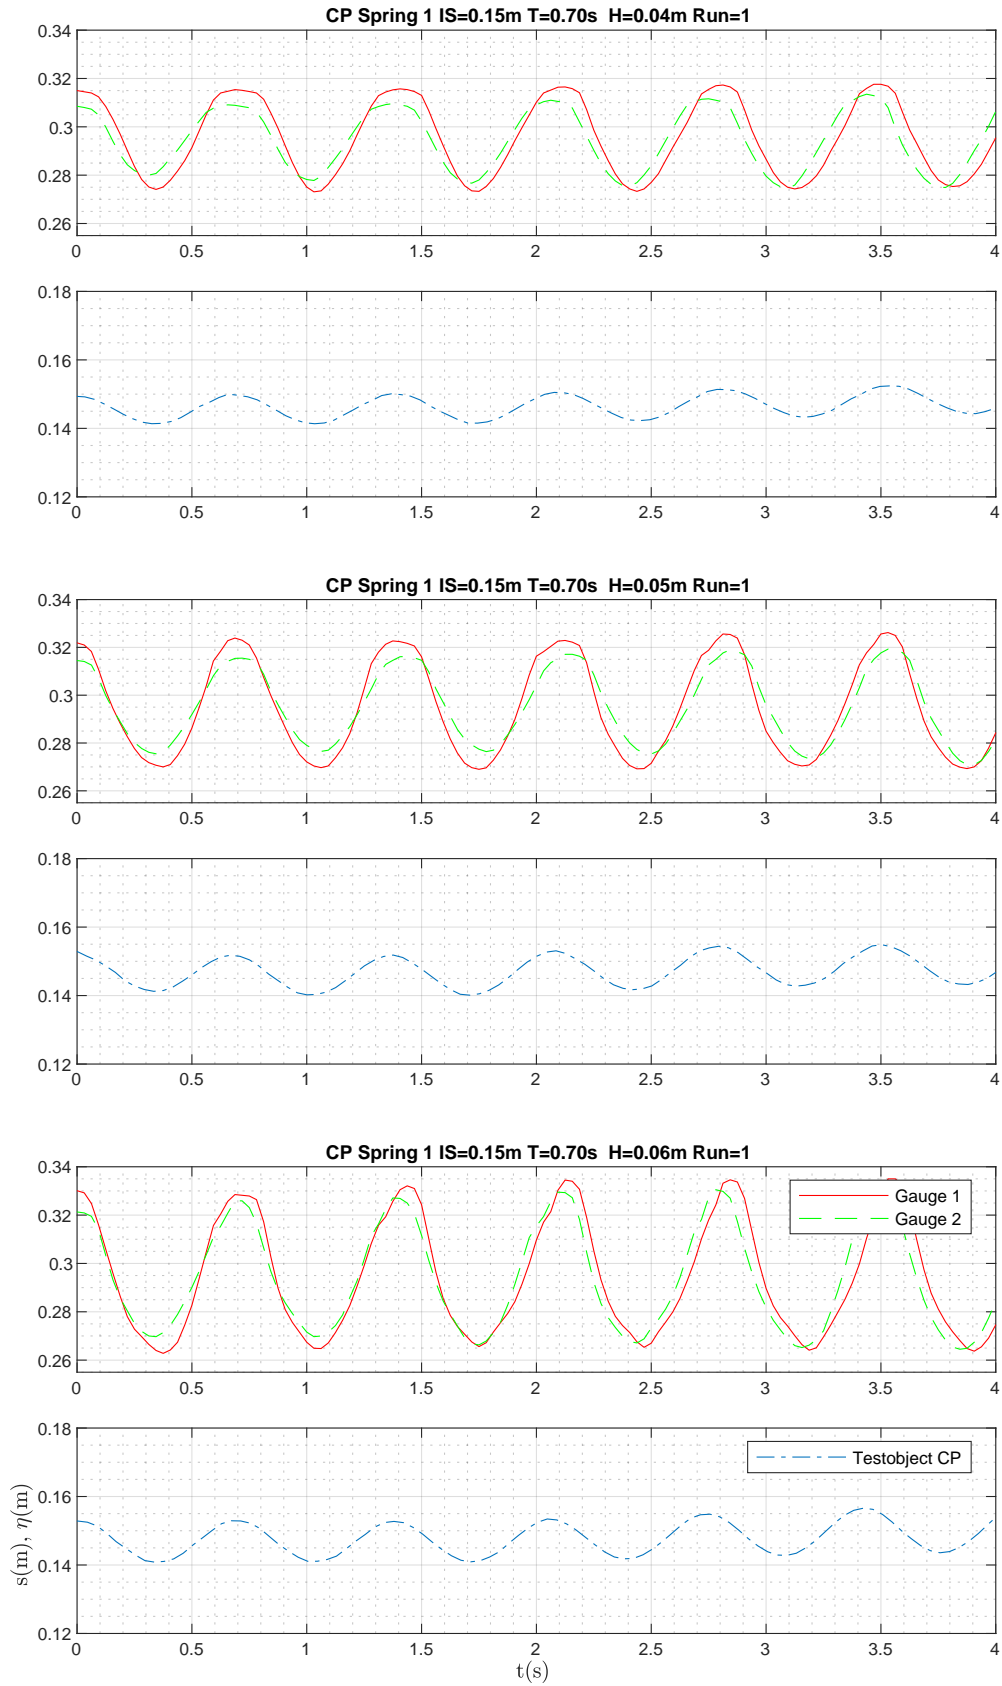 CP Spring 1 IS=0.15m T=0.70s  H=0.04m Run=1
0.34
0.32
0.3
0.28
0.26
0 0.5 1 1.5 2 2.5 3 3.5 4
0.18
0.16
0.14
0.12
0 0.5 1 1.5 2 2.5 3 3.5 4
CP Spring 1 IS=0.15m T=0.70s  H=0.05m Run=1
0.34
0.32
0.3
0.28
0.26
0 0.5 1 1.5 2 2.5 3 3.5 4
0.18
0.16
0.14
0.12
0 0.5 1 1.5 2 2.5 3 3.5 4
CP Spring 1 IS=0.15m T=0.70s  H=0.06m Run=1
0.34
0.32
0.3
0.28
0.26
Gauge 1
Gauge 2
0 0.5 1 1.5 2 2.5 3 3.5 4
0.18
0.16
0.14
0.12
Testobject CP
s(m), η(m)
0 0.5 1 1.5 2 2.5 3 3.5 4
t(s)